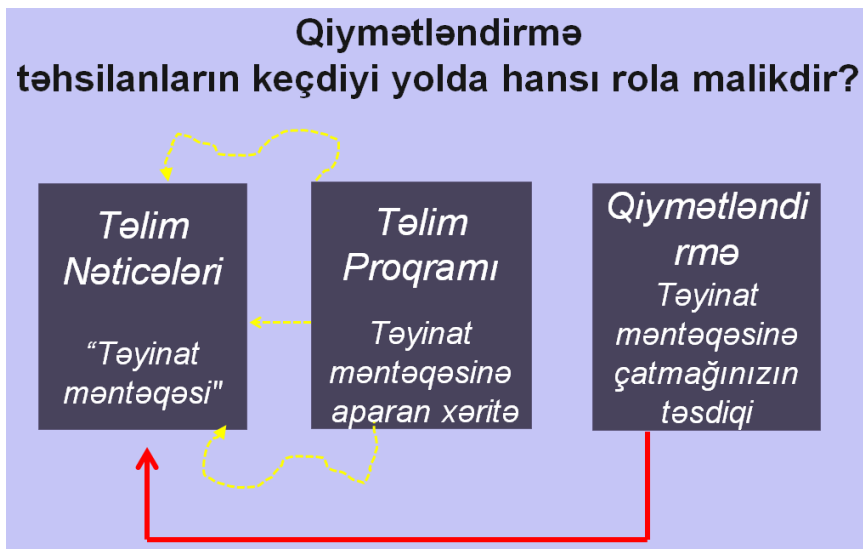 Qiymətləndirmə
təhsilanların keçdiyi yolda hansı rola malikdir?
Təlim
Nəticələri
“Təyinat
məntəqəsi"
Təlim
Proqramı
Təyinat
məntəqəsinə
aparan xəritə
Qiymətləndi
rmə
Təyinat
məntəqəsinə
çatmağınızın
təsdiqi